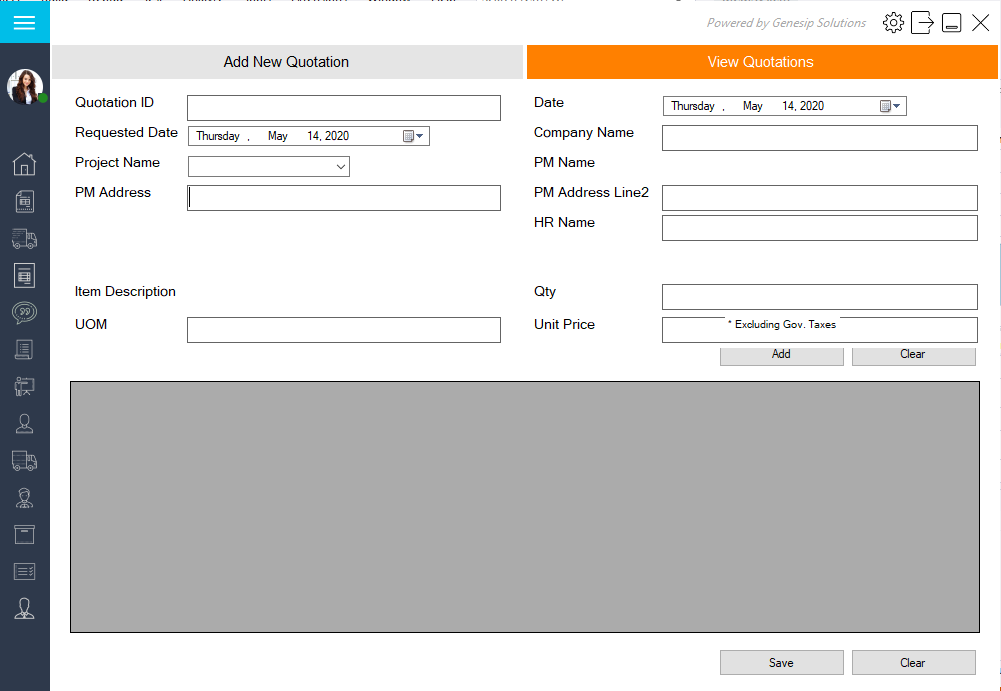 Powered by Genesip Solutions
Add New Quotation
View Quotations
Quotation ID
Date
Thursday , May 14, 2020
Requested Date
Thursday , May 14, 2020
Company Name
Project Name
PM Name
PM Address
PM Address Line2
HR Name
Item Description
Qty
UOM
Unit Price
* Excluding Gov. Taxes
Add
Clear
Save
Clear